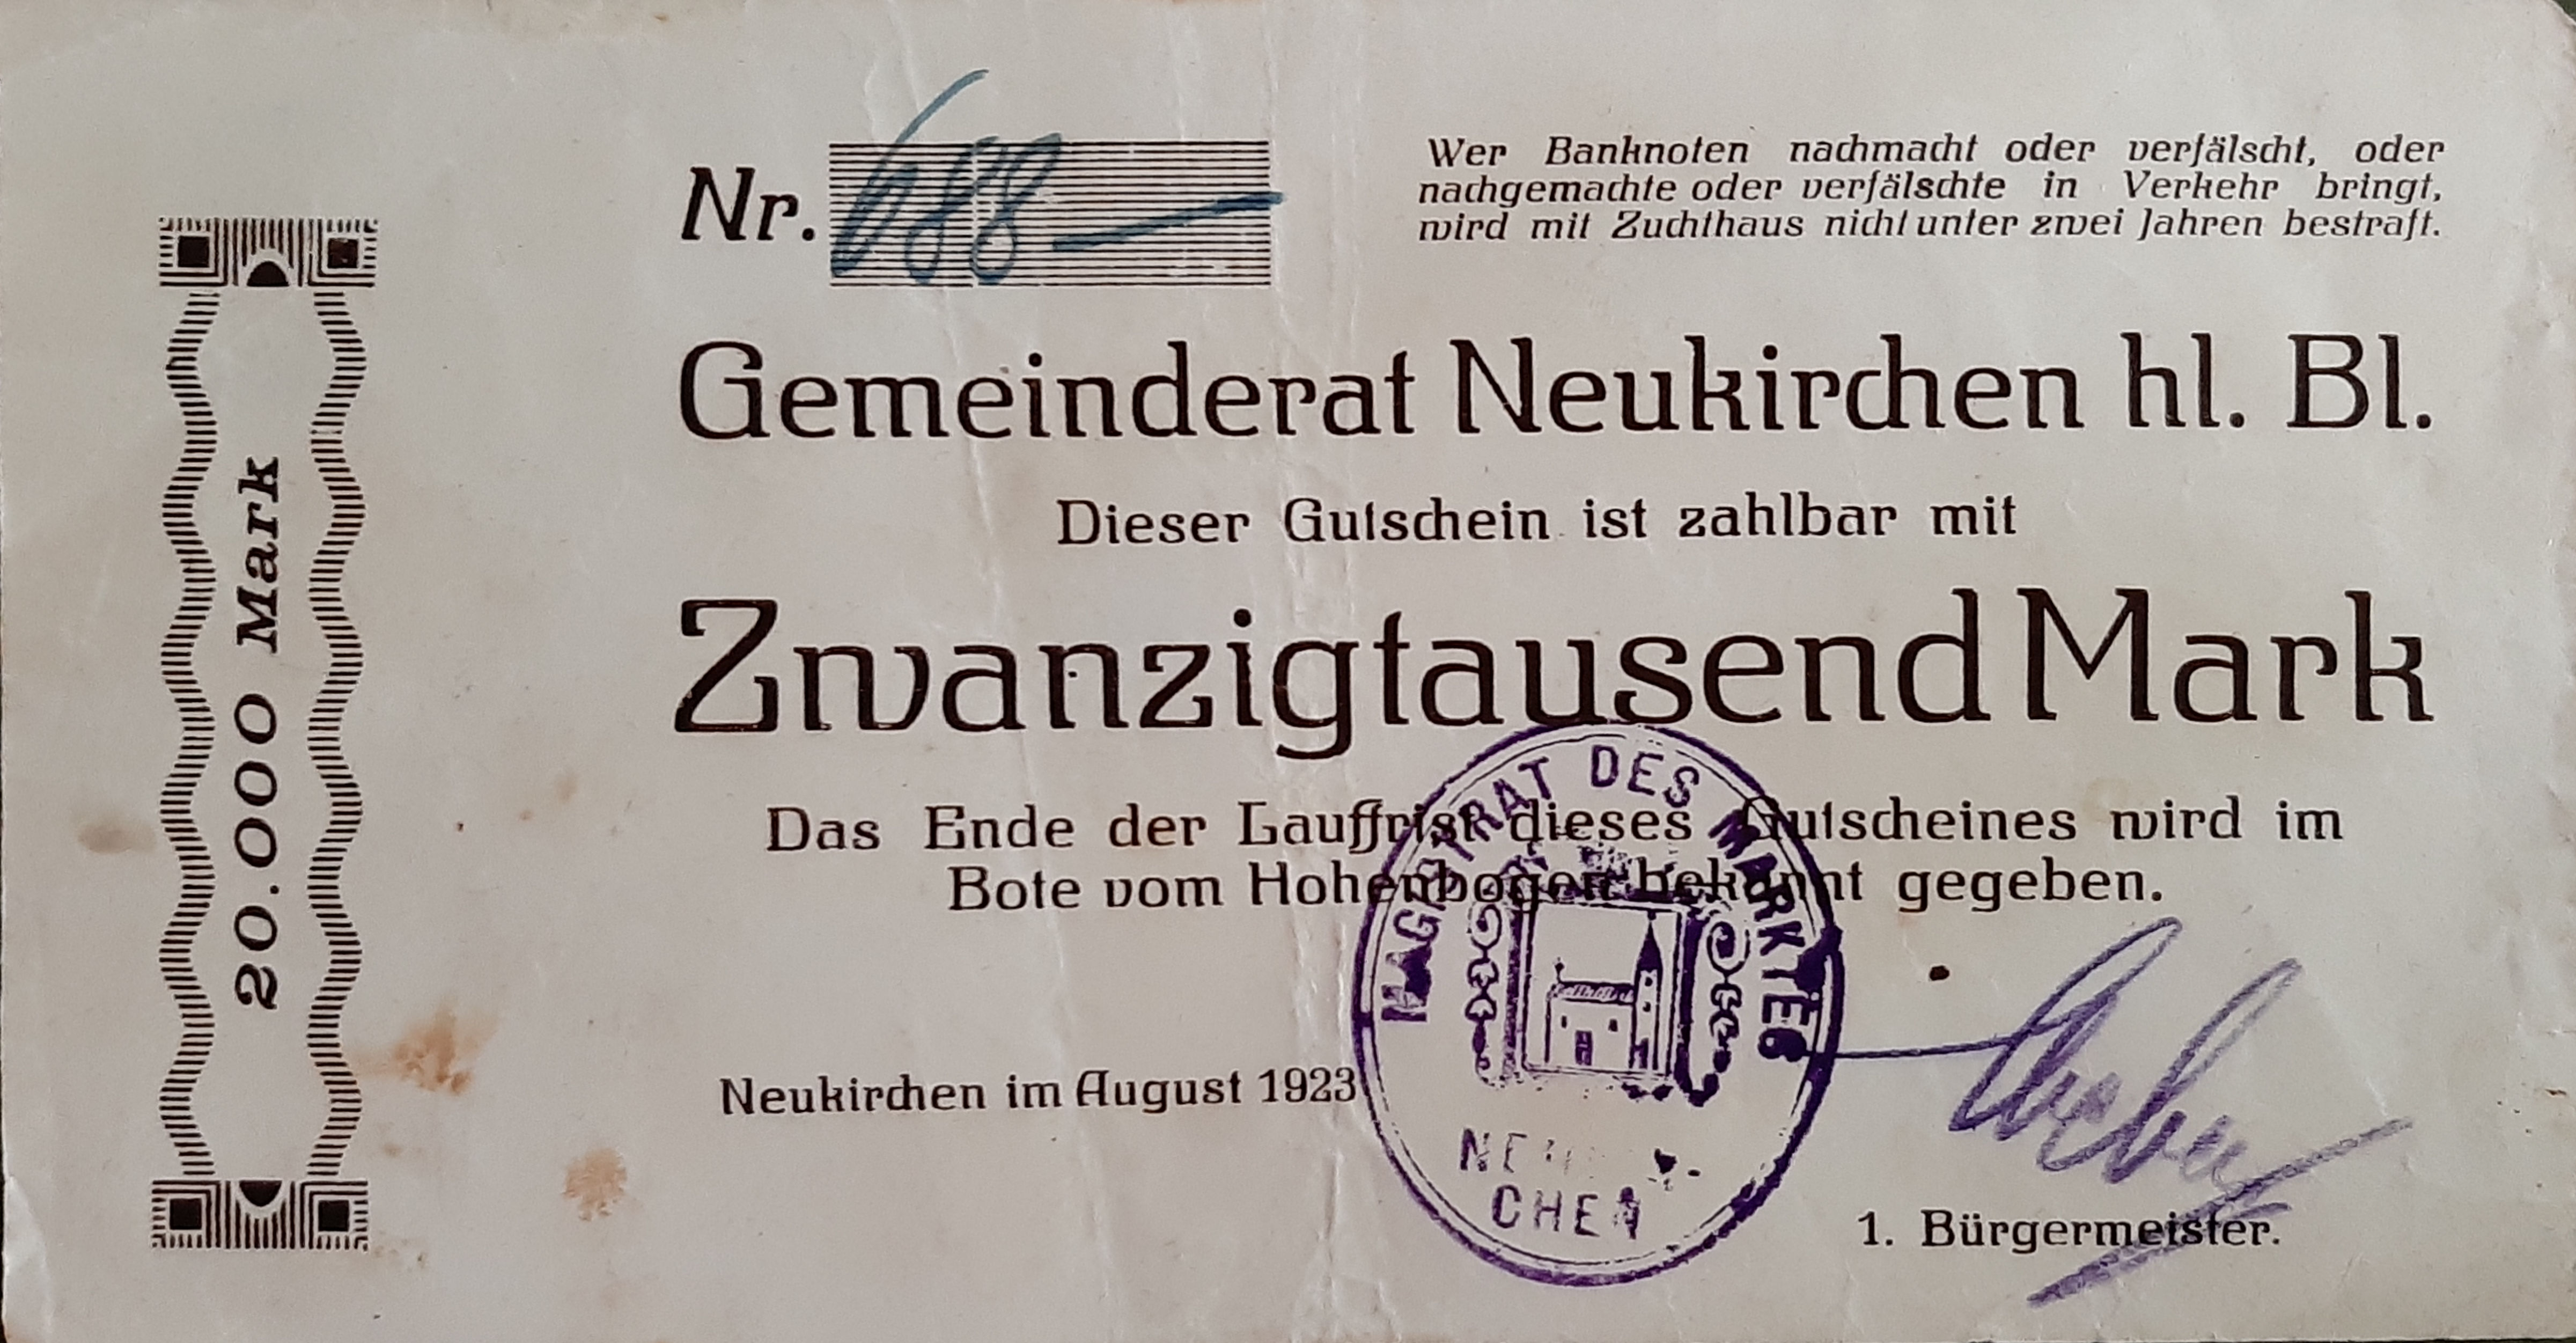 Nr. 688
Wer Banknoten nachmacht oder verfälscht, oder
nachgemachte oder verfälschte in Verkehr bringt,
wird mit Zuchthaus nicht unter zwei Jahren bestraft.
Gemeinderat Neukirchen hl. Bl.
Dieser Gutschein ist zahlbar mit
Zwanzigtausend Mark
Das Ende der Lauffrist dieses Gutscheines wird im
Bote vom Hohenbogen bekannt gegeben.
Neukirchen im August 1923
1. Bürgermeister.
20.000 Mark
MAGISTRAT DES MARKTES
CHEN